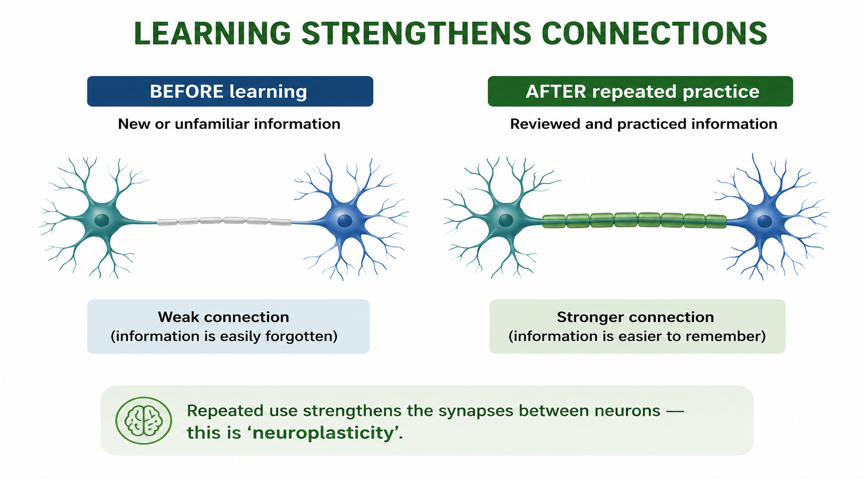 LEARNING STRENGTHENS CONNECTIONS
BEFORE learning
New or unfamiliar information
Weak connection
(information is easily forgotten)
AFTER repeated practice
Reviewed and practiced information
Stronger connection
(information is easier to remember)
Repeated use strengthens the synapses between neurons —
this is ‘neuroplasticity’.